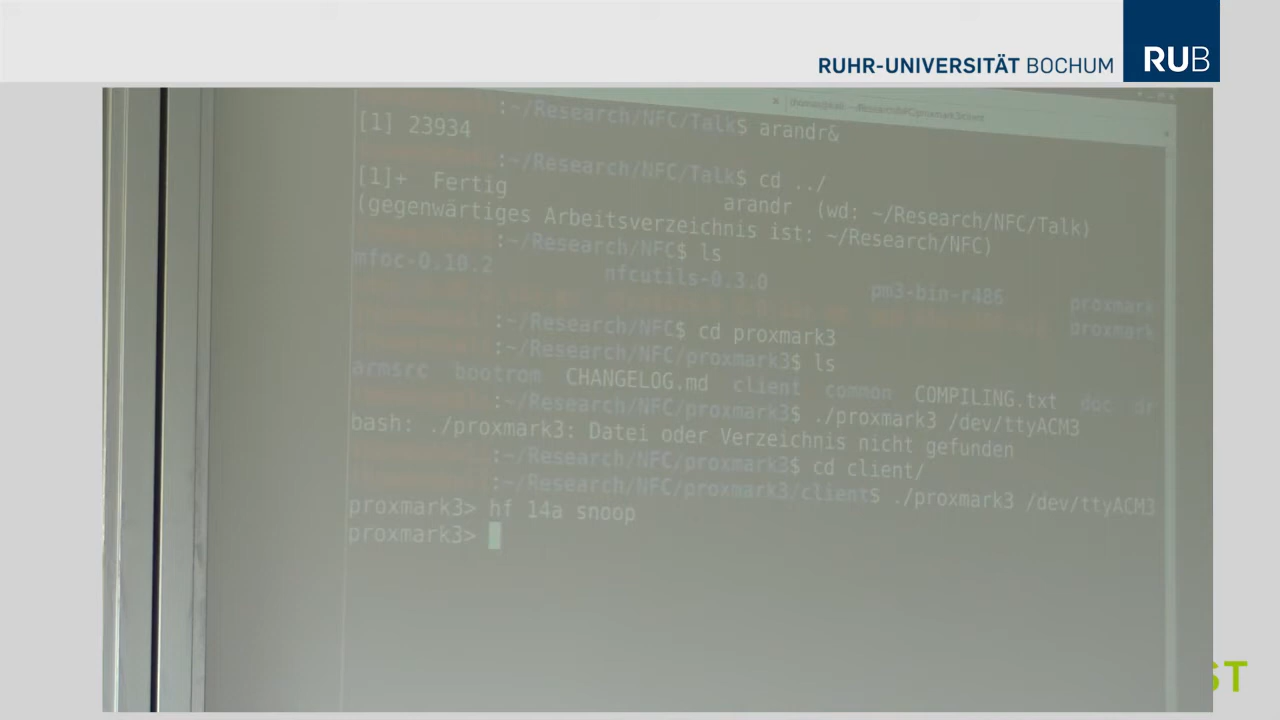 RUHR-UNIVERSITÄT BOCHUM
RUB
:~/Research/NFC/Talk$ arandr&
[1] 23934
:~/Research/NFC/Talk$ cd ../
[1]+ Fertig arandr (wd: ~/Research/NFC/Talk)
(gegenwärtiges Arbeitsverzeichnis ist: ~/Research/NFC)
:~/Research/NFC$ ls
mfoc-0.10.2 nfcutils-0.3.0 pm3-bin-r486 proxmark
proxmark
:~/Research/NFC$ cd proxmark3
:~/Research/NFC/proxmark3$ ls
armsrc bootrom CHANGELOG.md client common COMPILING.txt doc dr
:~/Research/NFC/proxmark3$ ./proxmark3 /dev/ttyACM3
bash: ./proxmark3: Datei oder Verzeichnis nicht gefunden
:~/Research/NFC/proxmark3$ cd client/
:~/Research/NFC/proxmark3/client$ ./proxmark3 /dev/ttyACM3
proxmark3> hf 14a snoop
proxmark3>
ST